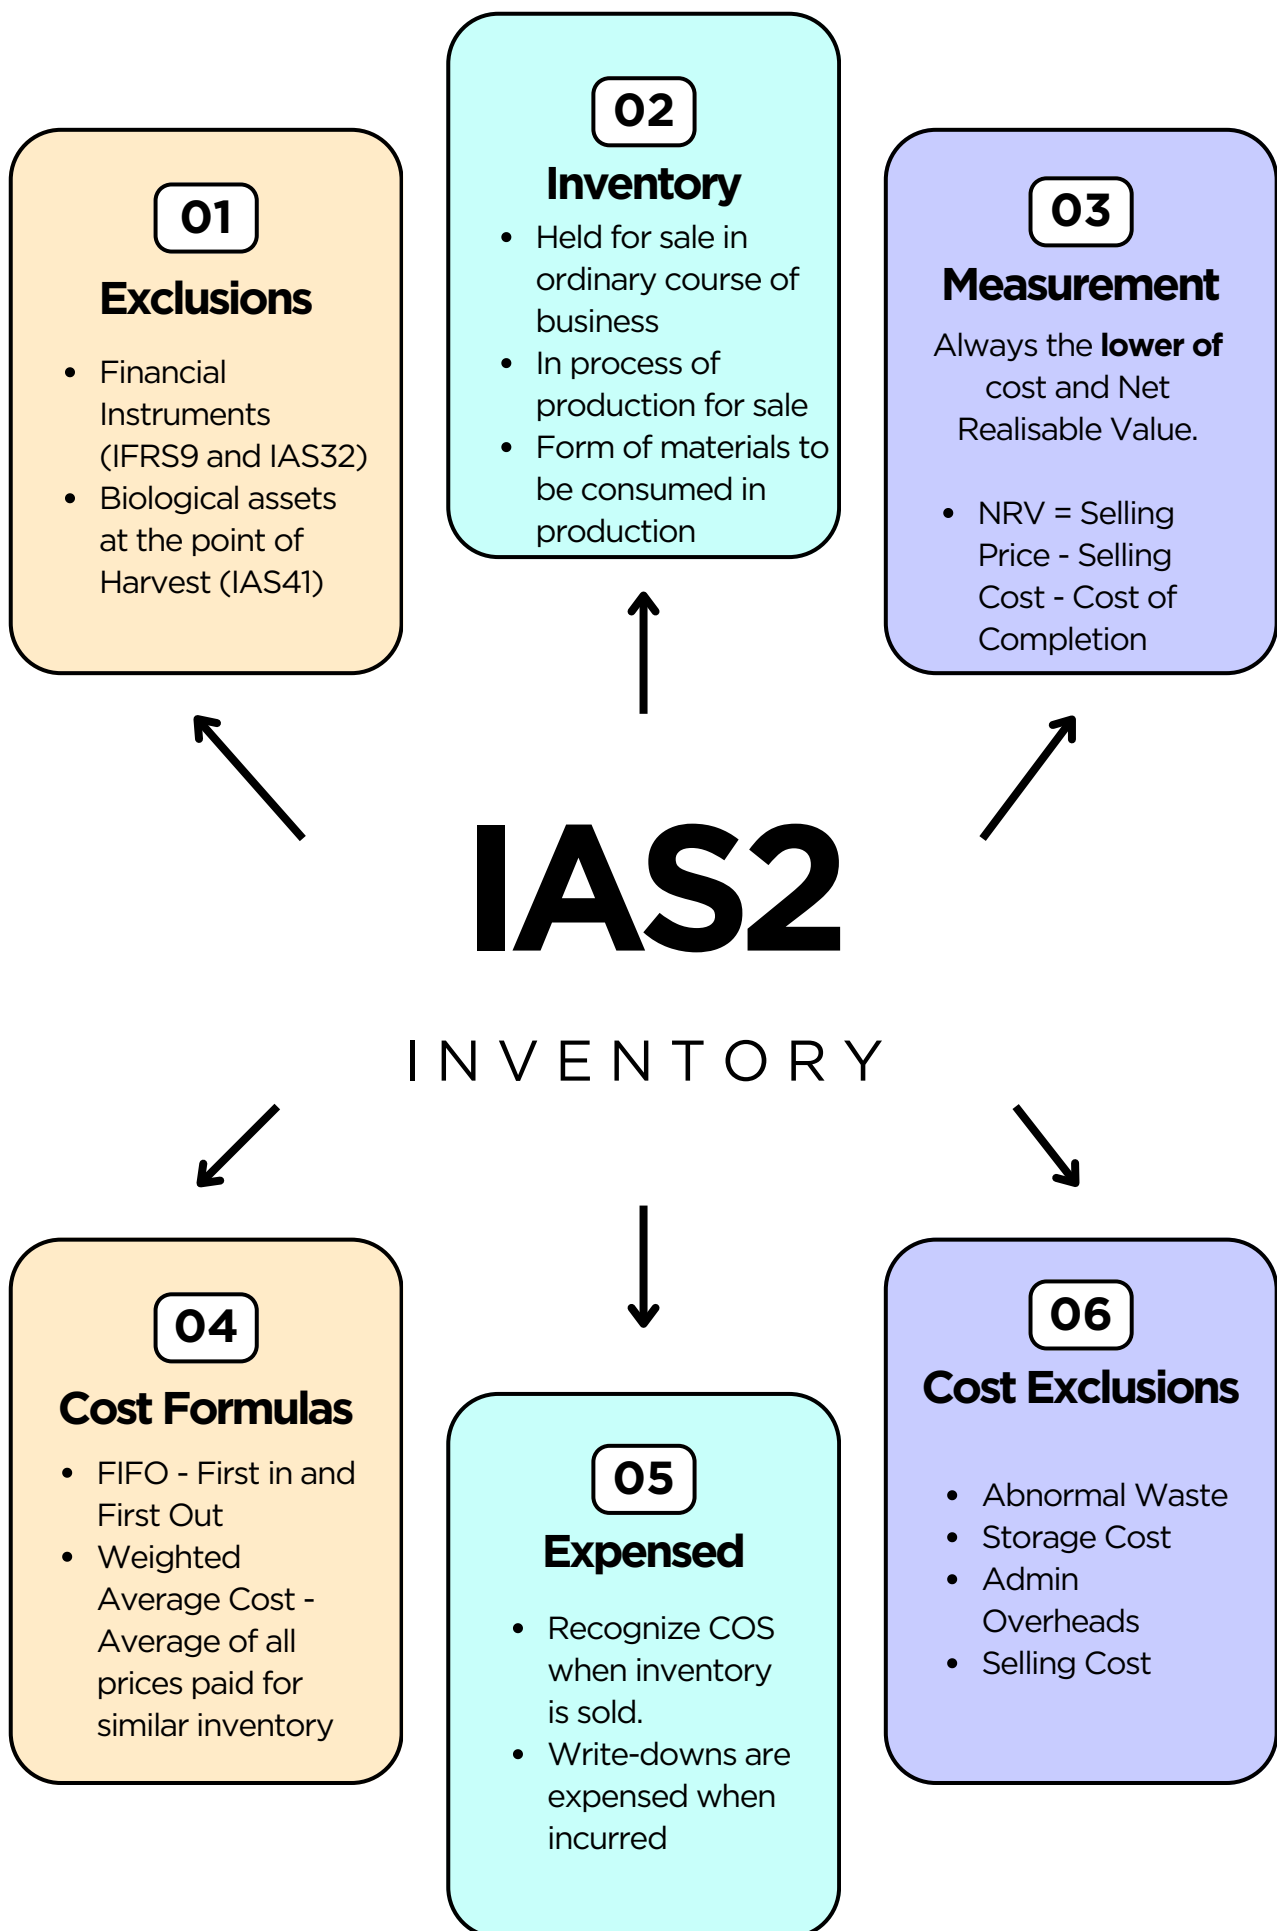 01
Exclusions
• Financial
Instruments
(IFRS9 and IAS32)
• Biological assets
at the point of
Harvest (IAS41)
02
Inventory
• Held for sale in
ordinary course of
business
• In process of
production for sale
• Form of materials to
be consumed in
production
03
Measurement
Always the lower of
cost and Net
Realisable Value.
• NRV = Selling
Price - Selling
Cost - Cost of
Completion
IAS2
INVENTORY
04
Cost Formulas
• FIFO - First in and
First Out
• Weighted
Average Cost -
Average of all
prices paid for
similar inventory
05
Expensed
• Recognize COS
when inventory
is sold.
• Write-downs are
expensed when
incurred
06
Cost Exclusions
• Abnormal Waste
• Storage Cost
• Admin
Overheads
• Selling Cost